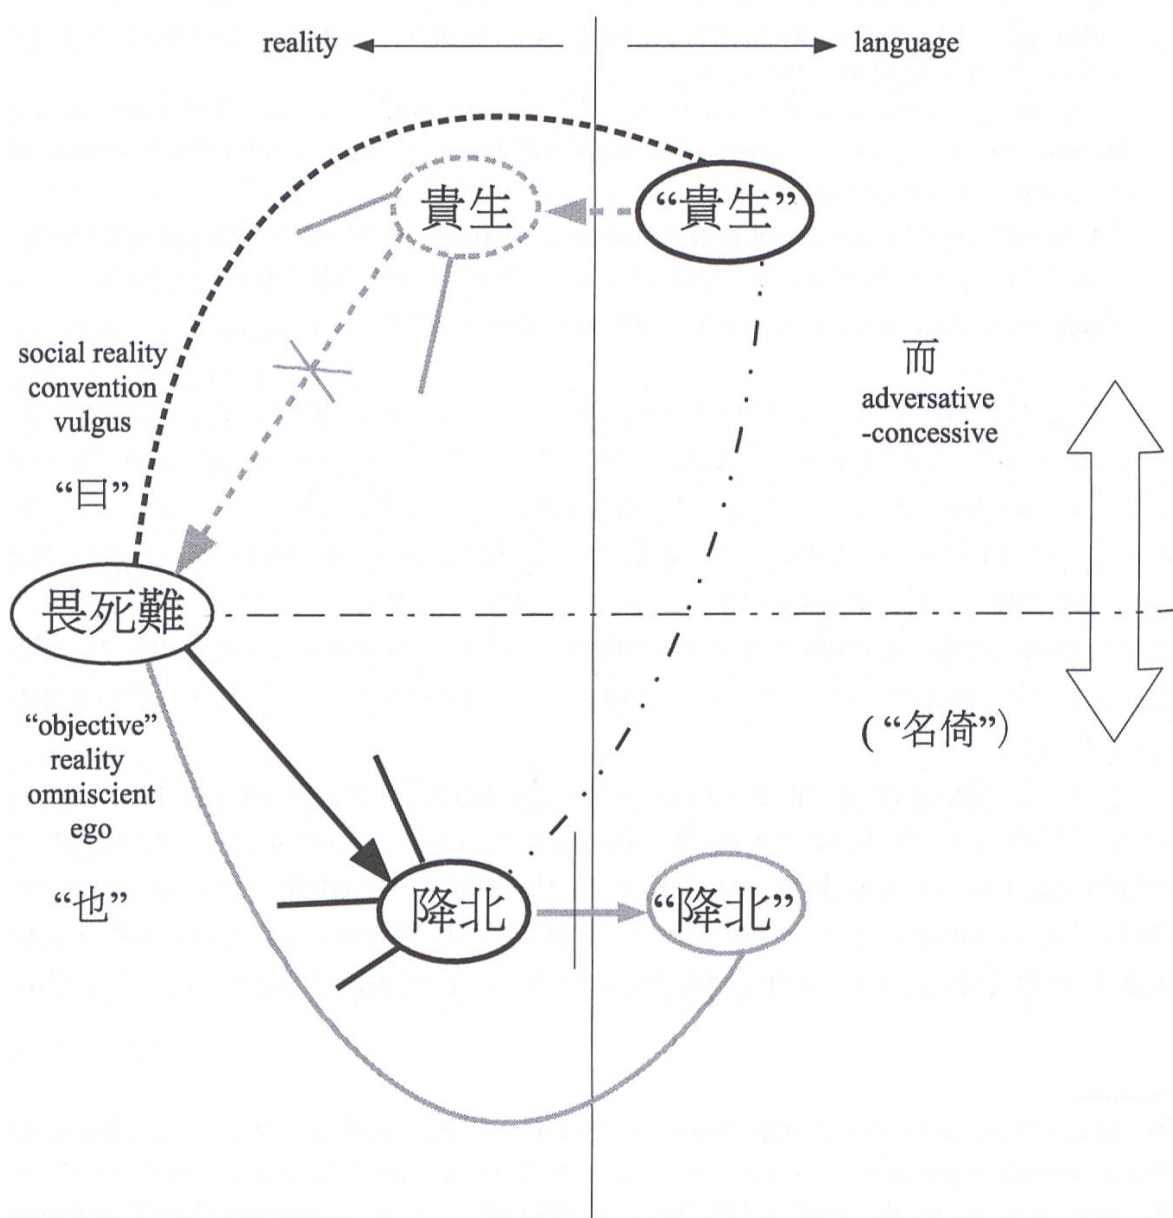 reality
language
貴生
“貴生”
social reality
convention
vulgus
“曰”
而
adversative
-concessive
畏死難
“objective”
reality
omniscient
ego
“也”
(“名倚”)
降北
“降北”